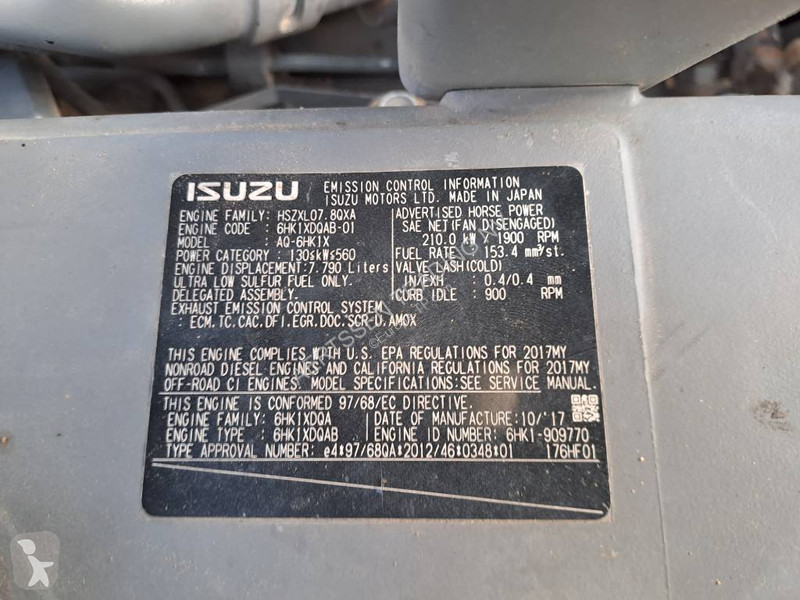 ISUZU
EMISSION CONTROL INFORMATION
ISUZU MOTORS LTD. MADE IN JAPAN
ENGINE FAMILY: HSZXL07.8QXA
ENGINE CODE : 6HK1XDQAB-01
MODEL : AQ-6HK1X
POWER CATEGORY : 130≤kW≤560
ENGINE DISPLACEMENT: 7.790 Liters
ULTRA LOW SULFUR FUEL ONLY.
DELEGATED ASSEMBLY.
EXHAUST EMISSION CONTROL SYSTEM
: ECM.TC.CAC.DFI.EGR.DOC.SCR-U.AMOX
ADVERTISED HORSE POWER
SAE NET(FAN DISENGAGED)
210.0 kW / 1900 RPM
FUEL RATE : 153.4 mm³/st.
VALVE LASH(COLD)
IN/EXH : 0.4/0.4 mm
CURB IDLE : 900 RPM
THIS ENGINE COMPLIES WITH U.S. EPA REGULATIONS FOR 2017MY
NONROAD DIESEL ENGINES AND CALIFORNIA REGULATIONS FOR 2017MY
OFF-ROAD CI ENGINES. MODEL SPECIFICATIONS:SEE SERVICE MANUAL.
THIS ENGINE IS CONFORMED 97/68/EC DIRECTIVE.
ENGINE FAMILY : 6HK1XDQA DATE OF MANUFACTURE:10/'17
ENGINE TYPE : 6HK1XDQAB ENGINE ID NUMBER: 6HK1-909770
TYPE APPROVAL NUMBER: e4*97/68QA*2012/46*0348*01 176HF01